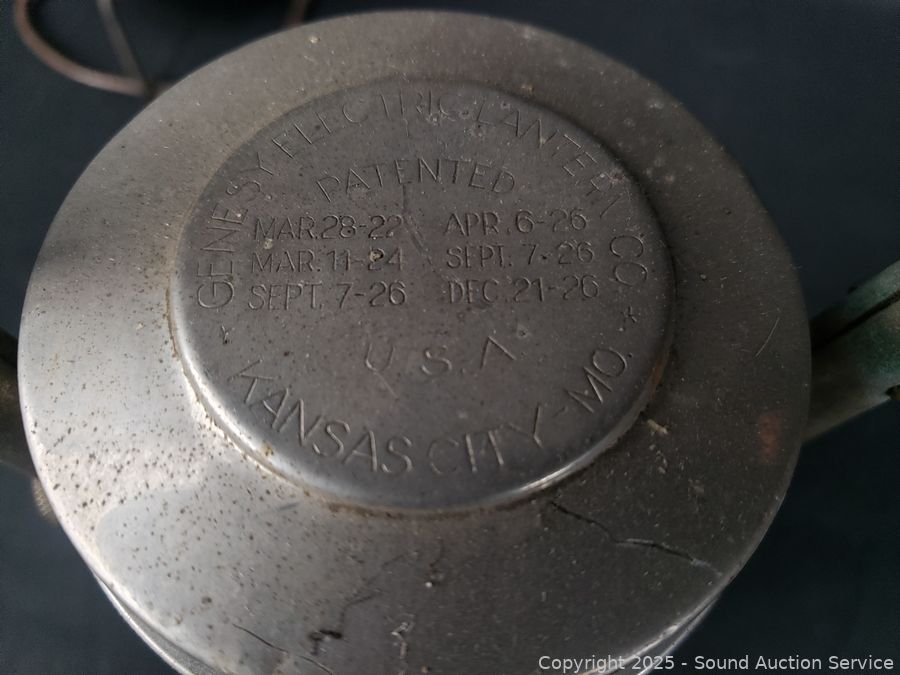 GENESY ELECTRIC LANTERN CO.
PATENTED
MAR. 28-22 APR. 6-26
MAR. 11-24 SEPT. 7-26
SEPT. 7-26 DEC. 21-26
U.S.A
* KANSAS CITY-MO. *
Copyright © 2025 - Sound Auction Service